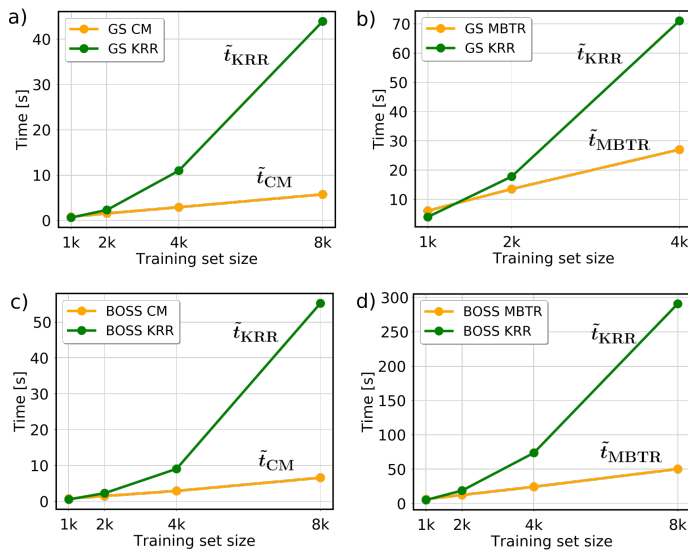 a)
GS CM
GS KRR
40
30
20
10
0
Time [s]
t̃KRR
t̃CM
1k 2k 4k 8k
Training set size
b)
GS MBTR
GS KRR
70
60
50
40
30
20
10
Time [s]
t̃KRR
t̃MBTR
1k 2k 4k
Training set size
c)
BOSS CM
BOSS KRR
50
40
30
20
10
0
Time [s]
t̃KRR
t̃CM
1k 2k 4k 8k
Training set size
d)
BOSS MBTR
BOSS KRR
300
250
200
150
100
50
0
Time [s]
t̃KRR
t̃MBTR
1k 2k 4k 8k
Training set size